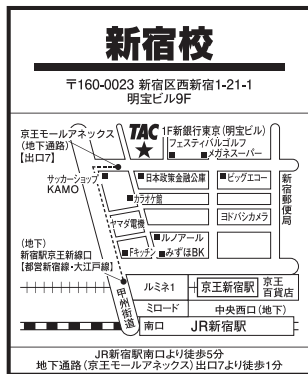 新宿校
〒160-0023 新宿区西新宿1-21-1
明宝ビル9F
京王モールアネックス
(地下通路)
【出口7】
TAC
1F新銀行東京(明宝ビル)
フェスティバルゴルフ
メガネスーパー
サッカーショップ
KAMO
日本政策金融公庫
ビッグエコー
新宿郵便局
カラオケ館
ヤマダ電機
ヨドバシカメラ
ルノアール
Fキッチン
みずほBK
(地下)
新宿駅京王新線口
【都営新宿線・大江戸線】
甲州街道
ルミネ1
京王新宿駅
京王
百貨店
ミロード
中央西口(地下)
南口
JR新宿駅
JR新宿駅南口より徒歩5分
地下通路(京王モールアネックス)出口7より徒歩1分